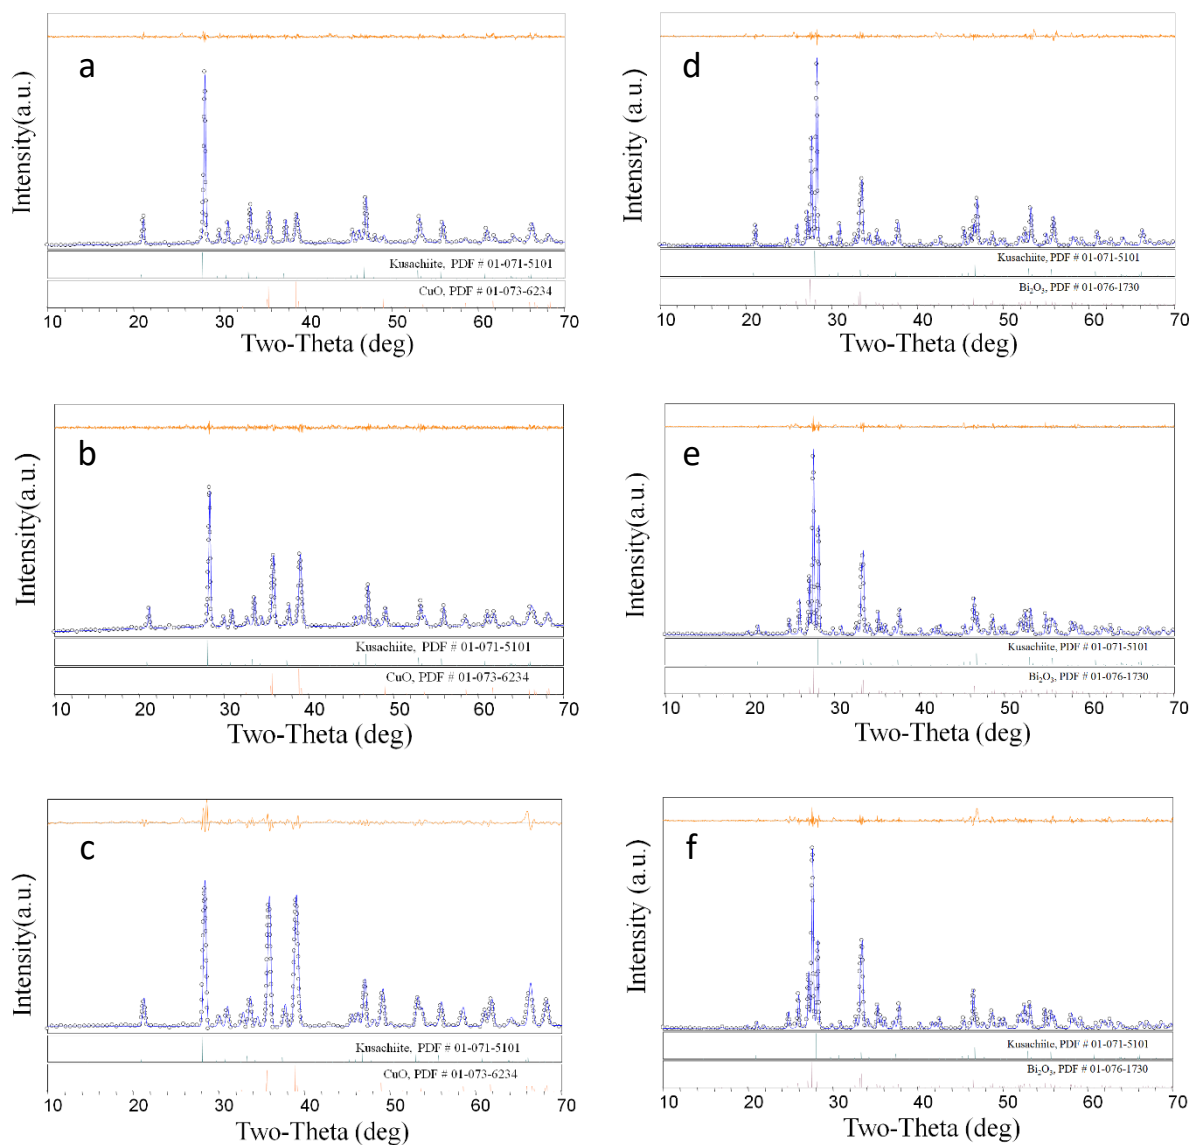 a
Intensity(a.u.)
Kusachiite, PDF # 01-071-5101
CuO, PDF # 01-073-6234
10 20 30 40 50 60 70
Two-Theta (deg)
d
Intensity (a.u.)
Kusachiite, PDF # 01-071-5101
Bi₂O₃, PDF # 01-076-1730
10 20 30 40 50 60 70
Two-Theta (deg)
b
Intensity(a.u.)
Kusachiite, PDF # 01-071-5101
CuO, PDF # 01-073-6234
10 20 30 40 50 60 70
Two-Theta (deg)
e
Intensity(a.u.)
Kusachiite, PDF # 01-071-5101
Bi₂O₃, PDF # 01-076-1730
10 20 30 40 50 60 70
Two-Theta (deg)
c
Intensity(a.u.)
Kusachiite, PDF # 01-071-5101
CuO, PDF # 01-073-6234
10 20 30 40 50 60 70
Two-Theta (deg)
f
Intensity (a.u.)
Kusachiite, PDF # 01-071-5101
Bi₂O₃, PDF # 01-076-1730
10 20 30 40 50 60 70
Two-Theta (deg)